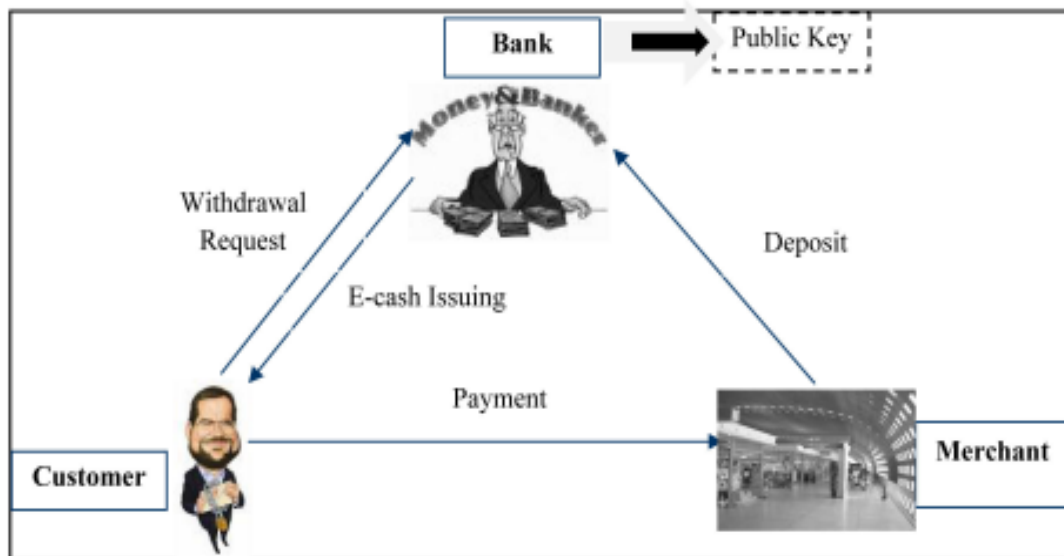 Bank
Public Key
Money&Banker
Withdrawal
Request
Deposit
E-cash Issuing
Payment
Customer
Merchant